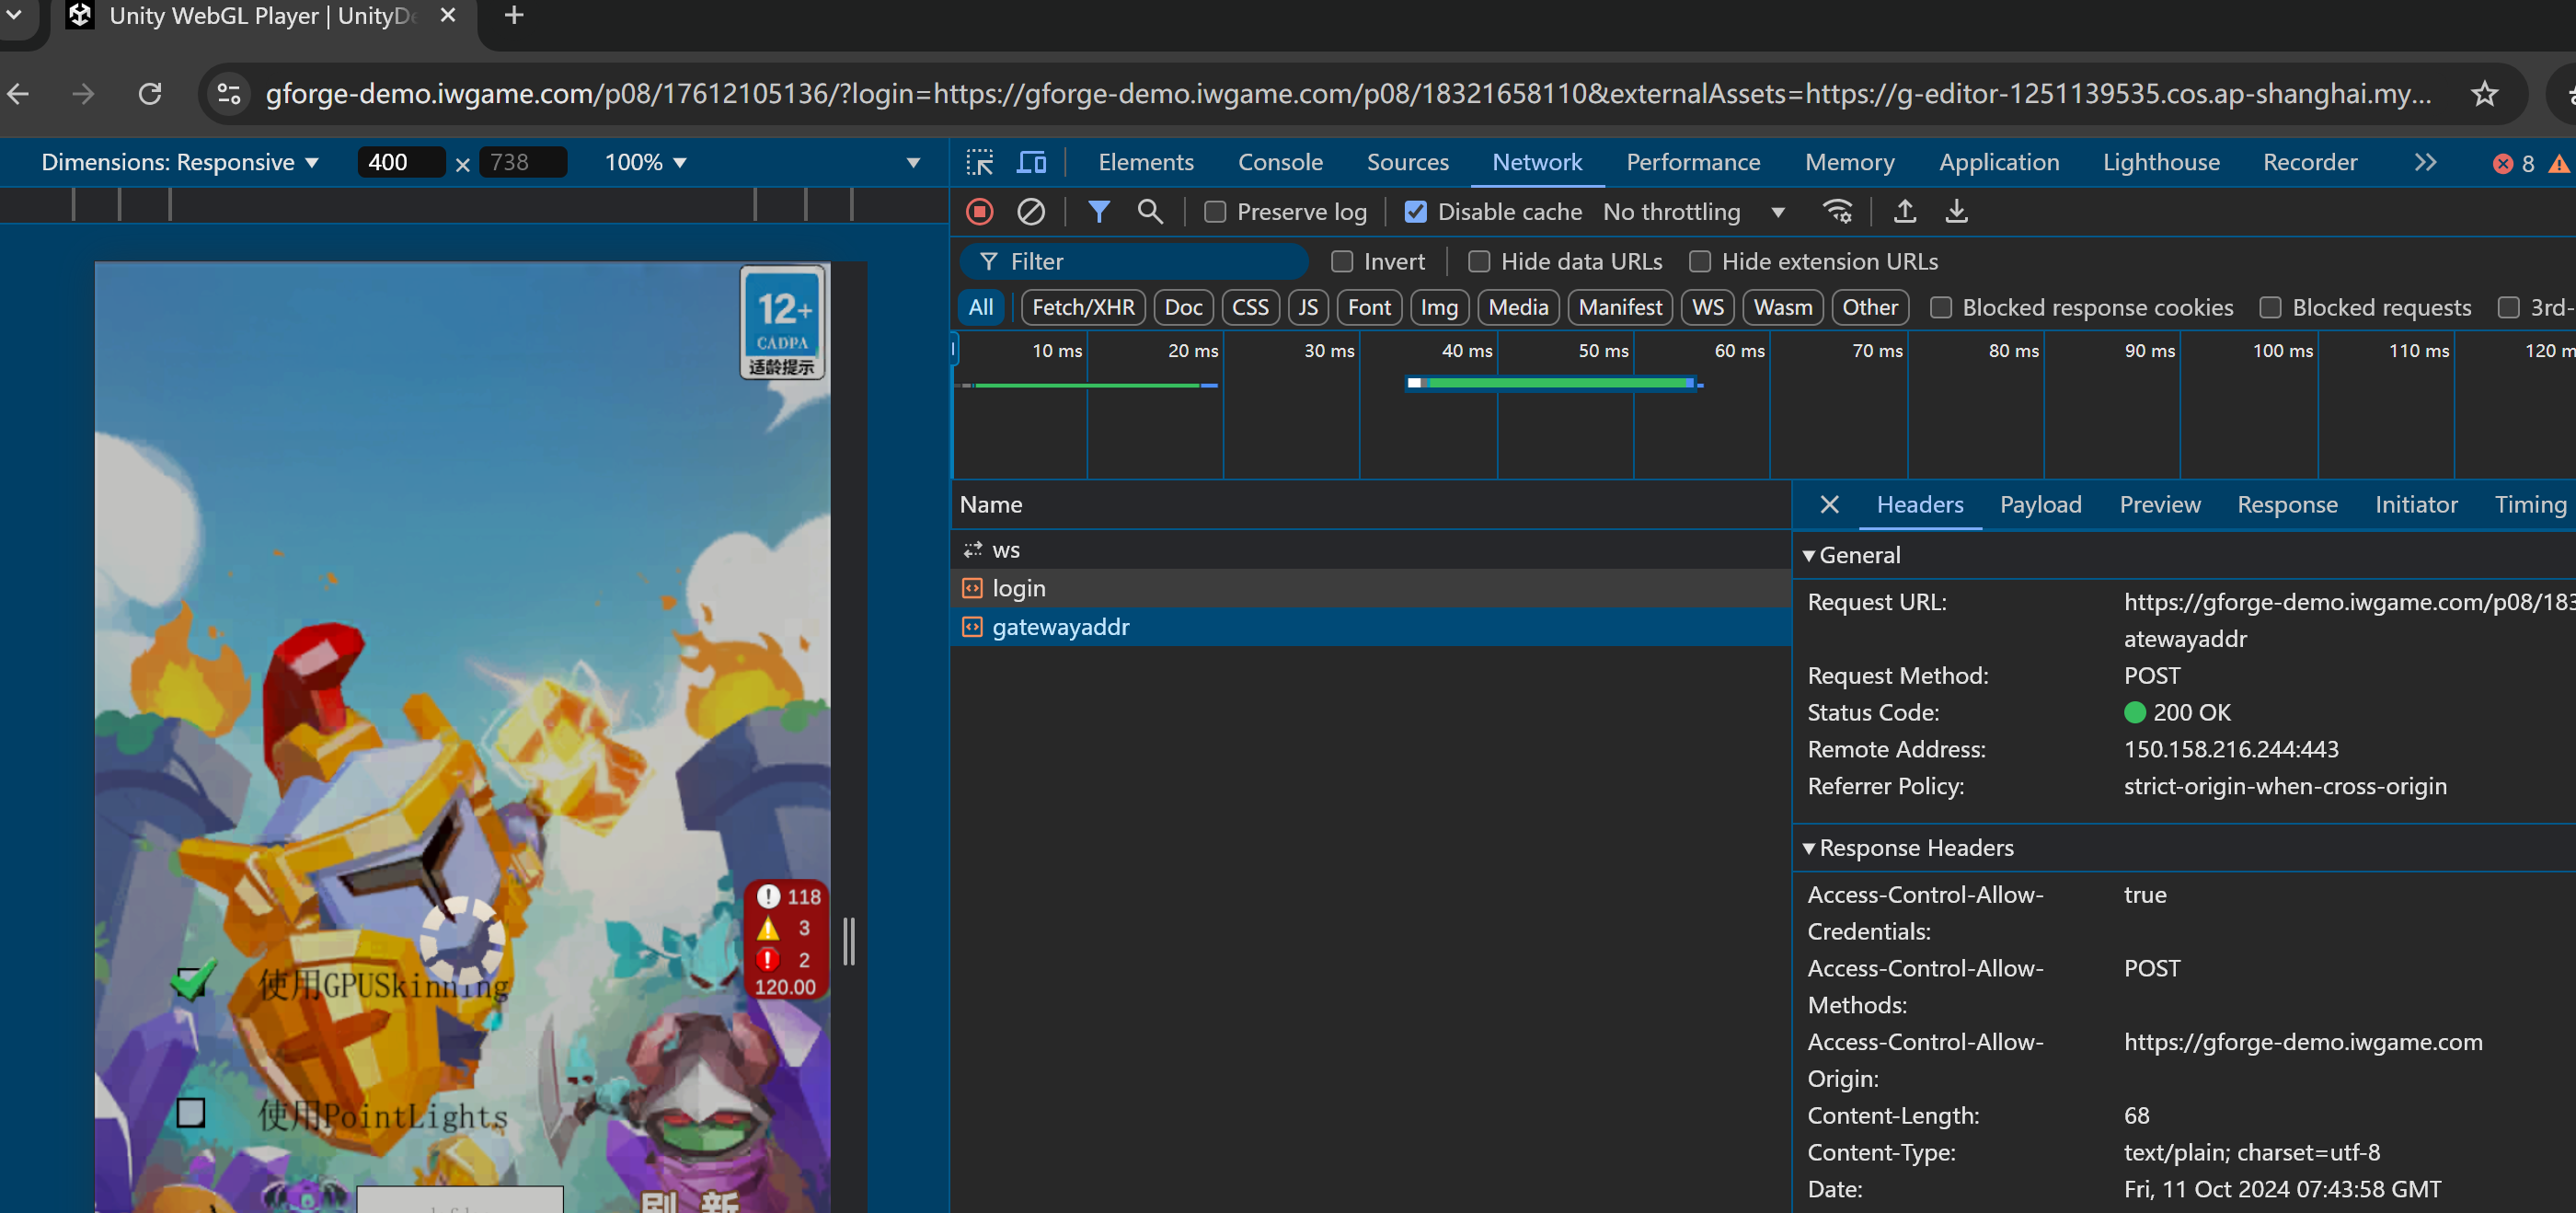 Unity WebGL Player | UnityDe
gforge-demo.iwgame.com/p08/17612105136/?login=https://gforge-demo.iwgame.com/p08/18321658110&externalAssets=https://g-editor-1251139535.cos.ap-shanghai.my...
Dimensions: Responsive
400
×
738
100%
Elements
Console
Sources
Network
Performance
Memory
Application
Lighthouse
Recorder
8
Preserve log
Disable cache
No throttling
Filter
Invert
Hide data URLs
Hide extension URLs
All
Fetch/XHR
Doc
CSS
JS
Font
Img
Media
Manifest
WS
Wasm
Other
Blocked response cookies
Blocked requests
3rd-
10 ms
20 ms
30 ms
40 ms
50 ms
60 ms
70 ms
80 ms
90 ms
100 ms
110 ms
120 m
Name
ws
login
gatewayaddr
Headers
Payload
Preview
Response
Initiator
Timing
General
Request URL:
https://gforge-demo.iwgame.com/p08/183
atewayaddr
Request Method:
POST
Status Code:
200 OK
Remote Address:
150.158.216.244:443
Referrer Policy:
strict-origin-when-cross-origin
Response Headers
Access-Control-Allow-
Credentials:
true
Access-Control-Allow-
Methods:
POST
Access-Control-Allow-
Origin:
https://gforge-demo.iwgame.com
Content-Length:
68
Content-Type:
text/plain; charset=utf-8
Date:
Fri, 11 Oct 2024 07:43:58 GMT
12+
CADPA
适龄提示
118
3
2
120.00
使用GPUSkinning
使用PointLights
刷 新